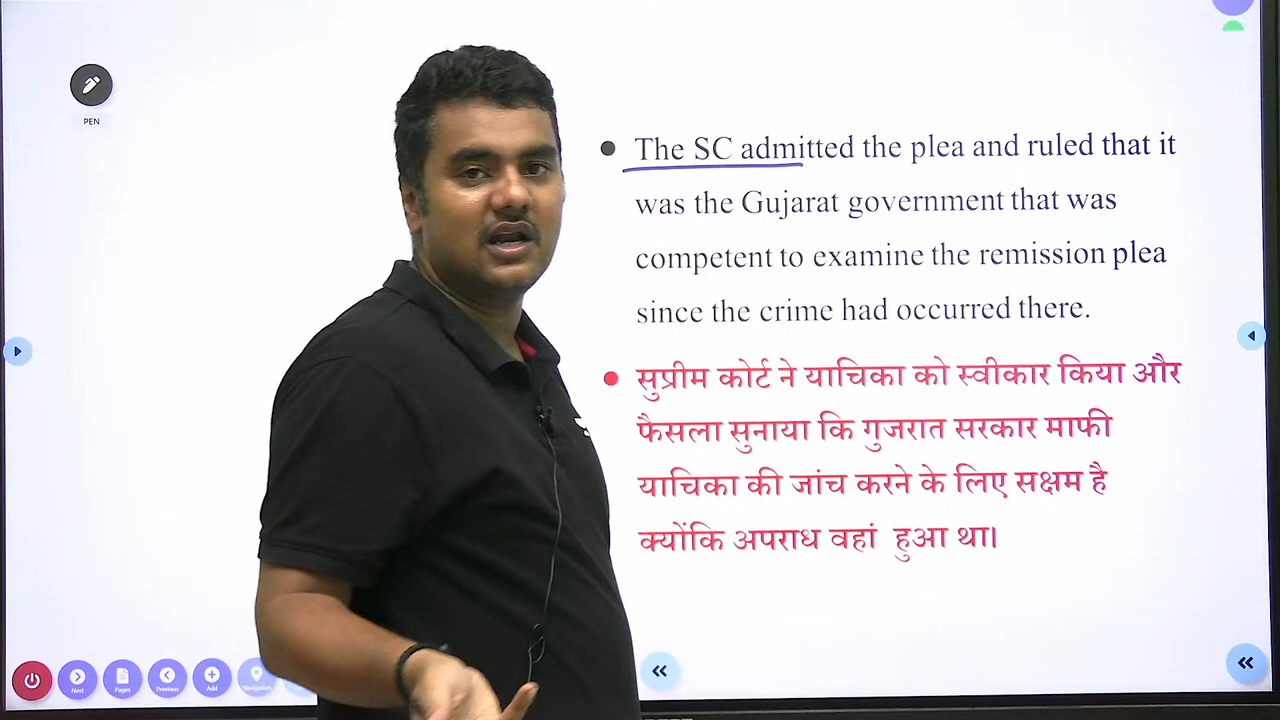 PEN
The SC admitted the plea and ruled that it
was the Gujarat government that was
competent to examine the remission plea
since the crime had occurred there.
सुप्रीम कोर्ट ने याचिका को स्वीकार किया और
फैसला सुनाया कि गुजरात सरकार माफी
याचिका की जांच करने के लिए सक्षम है
क्योंकि अपराध वहां हुआ था।
Next Pages Previous Add Navigation